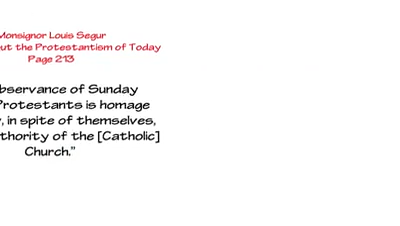 Monsignor Louis Segur
ut the Protestantism of Today
Page 213
bservance of Sunday
Protestants is homage
, in spite of themselves,
thority of the [Catholic]
Church."